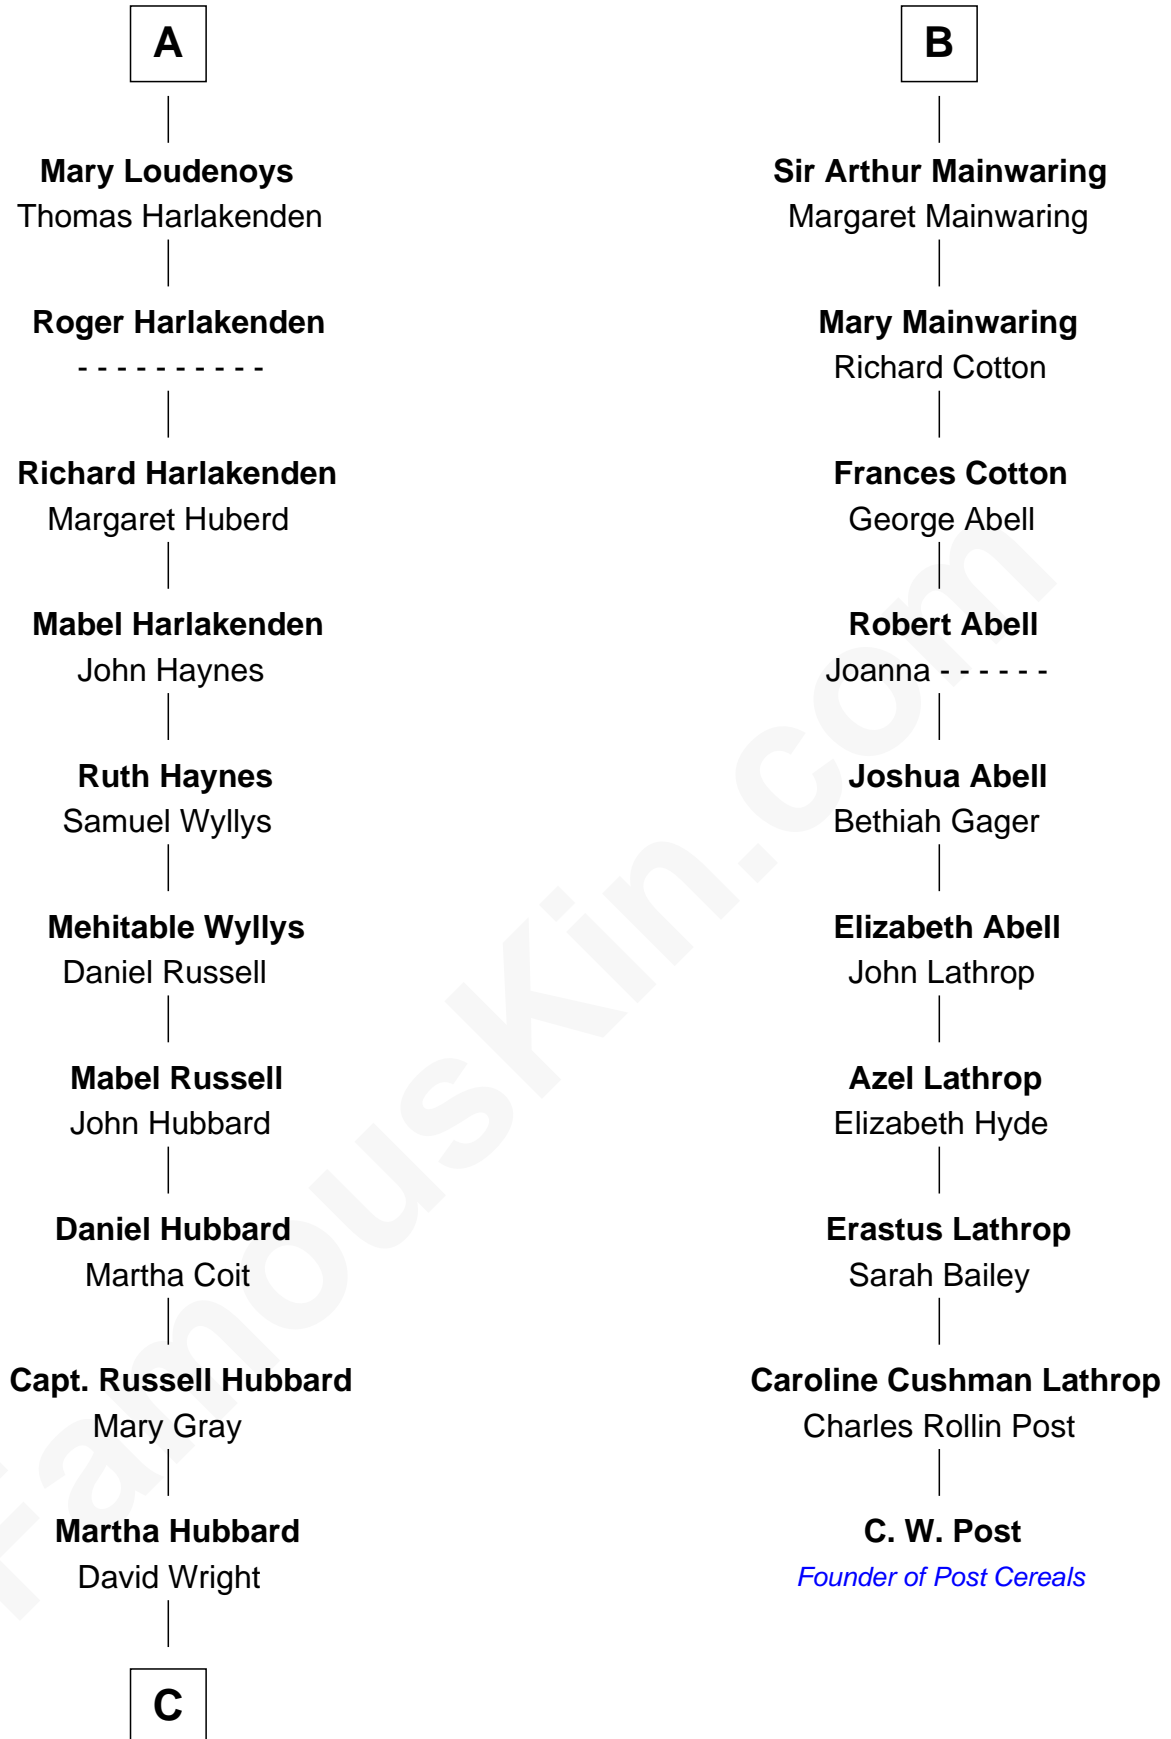 A
Mary Loudenoys
Thomas Harlakenden
Roger Harlakenden
- - - - - - - - - -
Richard Harlakenden
Margaret Huberd
Mabel Harlakenden
John Haynes
Ruth Haynes
Samuel Wyllys
Mehitable Wyllys
Daniel Russell
Mabel Russell
John Hubbard
Daniel Hubbard
Martha Coit
Capt. Russell Hubbard
Mary Gray
Martha Hubbard
David Wright
C
B
Sir Arthur Mainwaring
Margaret Mainwaring
Mary Mainwaring
Richard Cotton
Frances Cotton
George Abell
Robert Abell
Joanna - - - - - -
Joshua Abell
Bethiah Gager
Elizabeth Abell
John Lathrop
Azel Lathrop
Elizabeth Hyde
Erastus Lathrop
Sarah Bailey
Caroline Cushman Lathrop
Charles Rollin Post
C. W. Post
Founder of Post Cereals
FamousKin.com